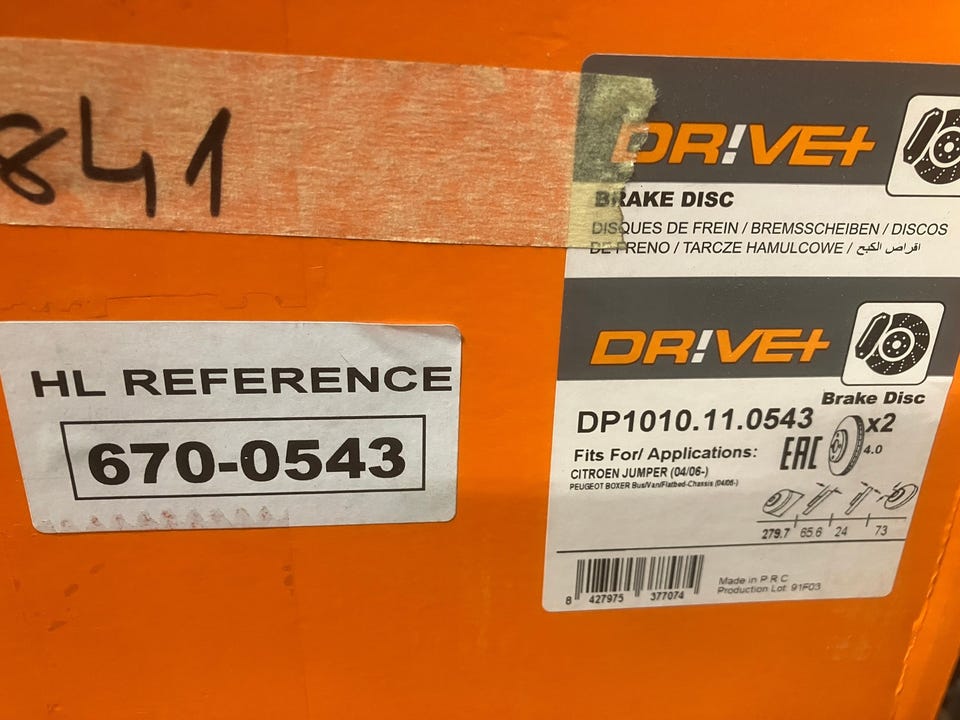 841
DR!VE+
BRAKE DISC
DISQUES DE FREIN / BREMSSCHEIBEN / DISCOS
DE FRENO / TARCZE HAMULCOWE / اقراص الكبح
HL REFERENCE
670-0543
DR!VE+
Brake Disc
DP1010.11.0543
EAC
x2
4.0
Fits For/ Applications:
CITROEN JUMPER (04/06-)
PEUGEOT BOXER Bus/Van/Flatbed-Chassis (04/06-)
279.7 65.6 24 73
8 427975 377074
Made in P R C
Production Lot: 91F03